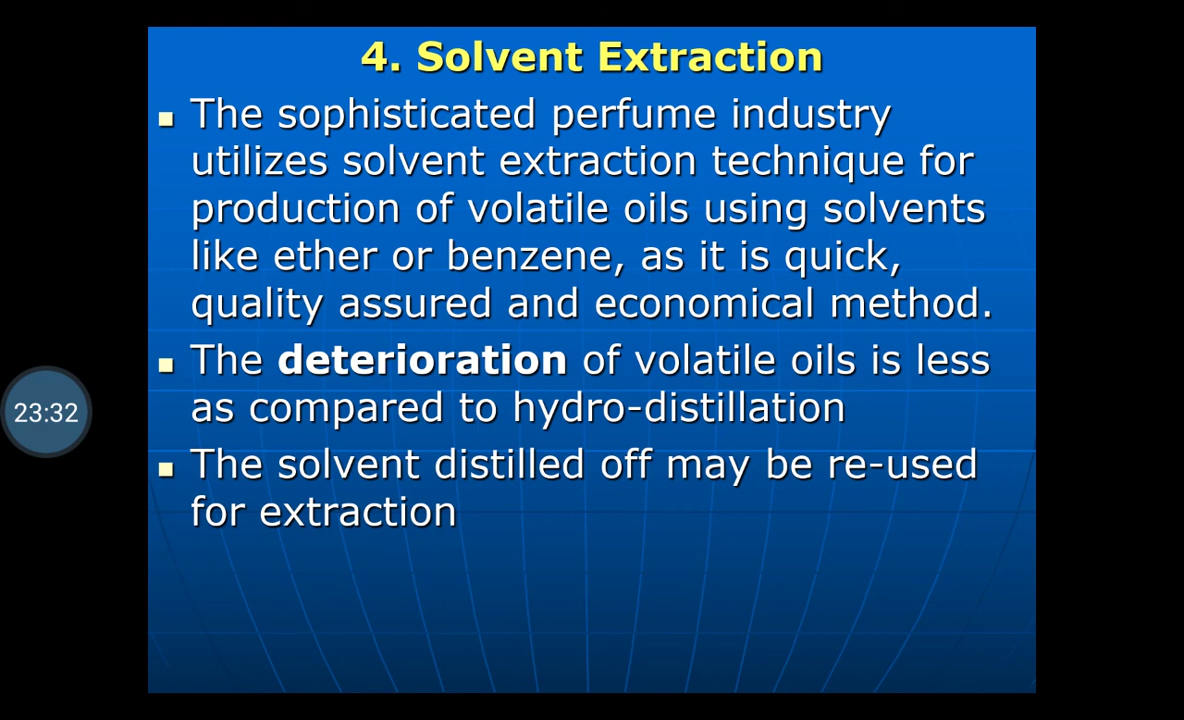 4. Solvent Extraction
The sophisticated perfume industry
utilizes solvent extraction technique for
production of volatile oils using solvents
like ether or benzene, as it is quick,
quality assured and economical method.
The deterioration of volatile oils is less
as compared to hydro-distillation
The solvent distilled off may be re-used
for extraction
23:32